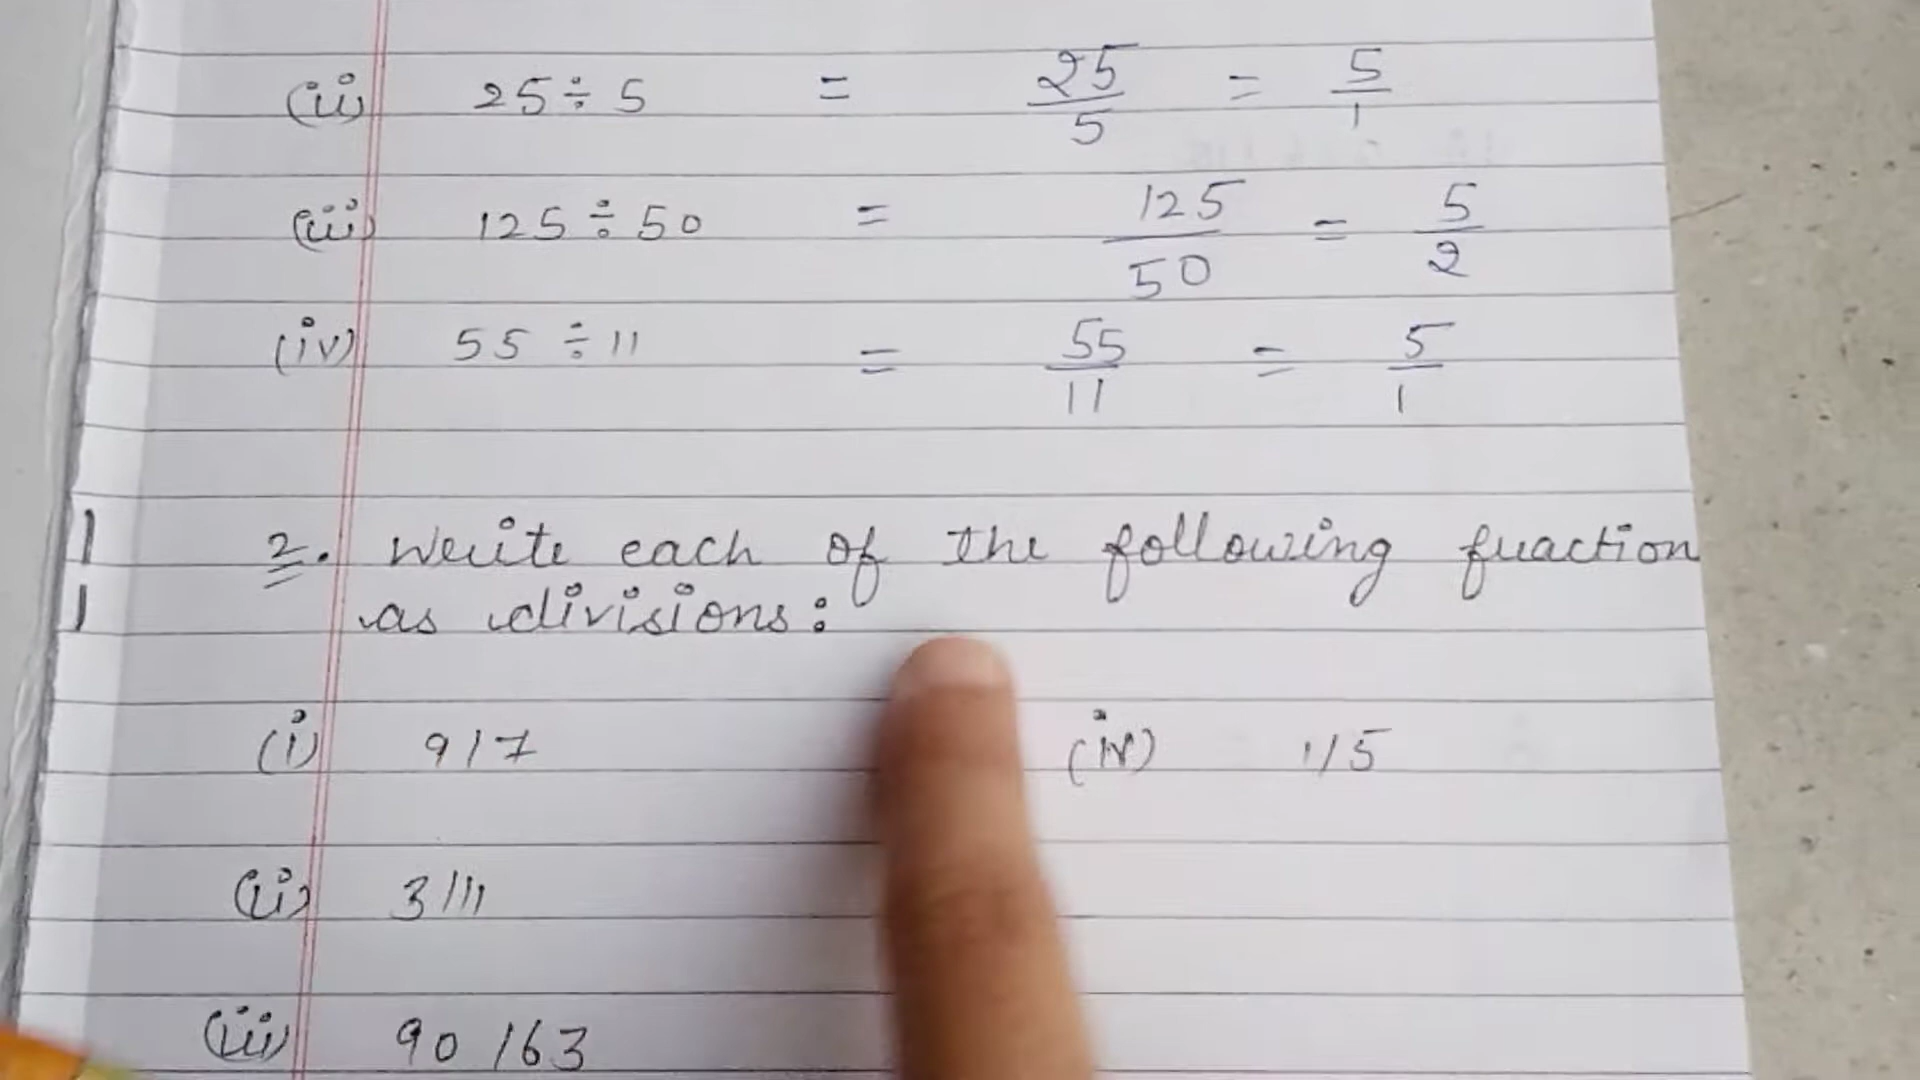 (ii) 25 ÷ 5 = 25/5 = 5/1
(iii) 125 ÷ 50 = 125/50 = 5/2
(iv) 55 ÷ 11 = 55/11 = 5/1
2. Write each of the following fraction
as divisions:
(i) 9/7 (iv) 1/5
(ii) 3/11
(iii) 90/63